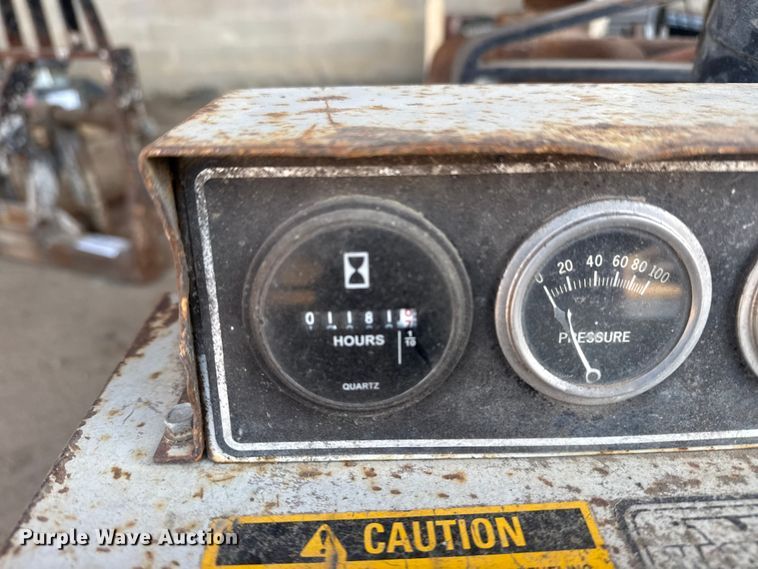 0 20 40 60 80 100
0 1 1 8 1
HOURS 1/10
PRESSURE
QUARTZ
CAUTION
Purple Wave Auction